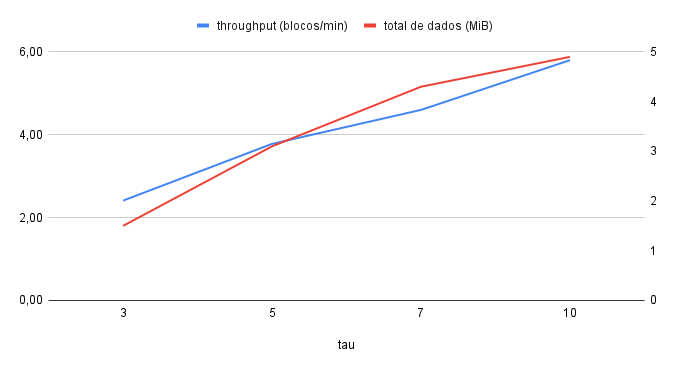 throughput (blocos/min) total de dados (MiB)
6,00 5
4
4,00
3
2
2,00
1
0,00 0
3 5 7 10
tau